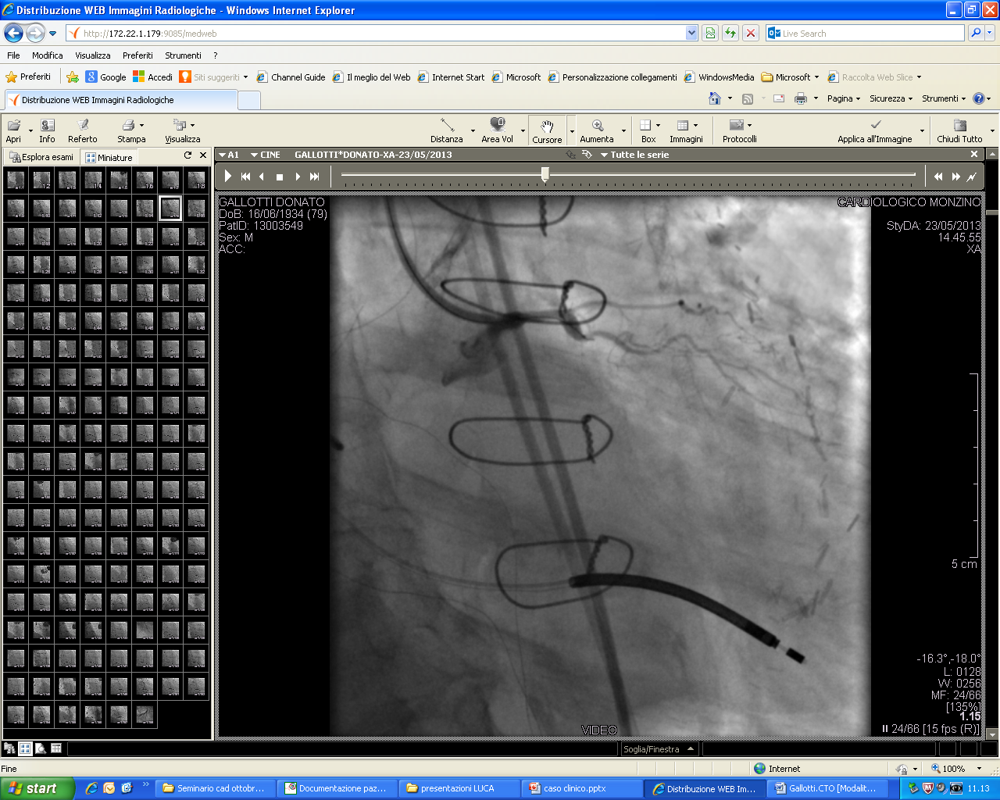 Distribuzione WEB Immagini Radiologiche - Windows Internet Explorer
http://172.22.1.179:9085/medweb
Live Search
File Modifica Visualizza Preferiti Strumenti ?
Preferiti Google Accedi Siti suggeriti Channel Guide Il meglio del Web Internet Start Microsoft Personalizzazione collegamenti WindowsMedia Microsoft Raccolta Web Slice
Distribuzione WEB Immagini Radiologiche
Pagina Sicurezza Strumenti
Apri Info Referto Stampa Visualizza Distanza Area Vol Cursore Aumenta Box Immagini Protocolli Applica all'Immagine Chiudi Tutto
Esplora esami Miniature
A1 CINE GALLOTTI*DONATO-XA-23/05/2013 Tutte le serie
GALLOTTI DONATO
DoB: 16/06/1934 (79)
PatID: 13003549
Sex: M
ACC:
CARDIOLOGICO MONZINO
StyDA: 23/05/2013
14.45.55
XA
5 cm
-16.3°,-18.0°
L: 0128
W: 0256
MF: 24/66
[135%]
1.15
24/66 [15 fps (R)]
VIDEO
Soglia/Finestra
Fine
Internet
100%
start
Seminario cad ottobr...
Documentazione paz...
presentazioni LUCA
caso clinico.pptx
Distribuzione WEB Im...
Gallotti.CTO [Modalit...
11.13